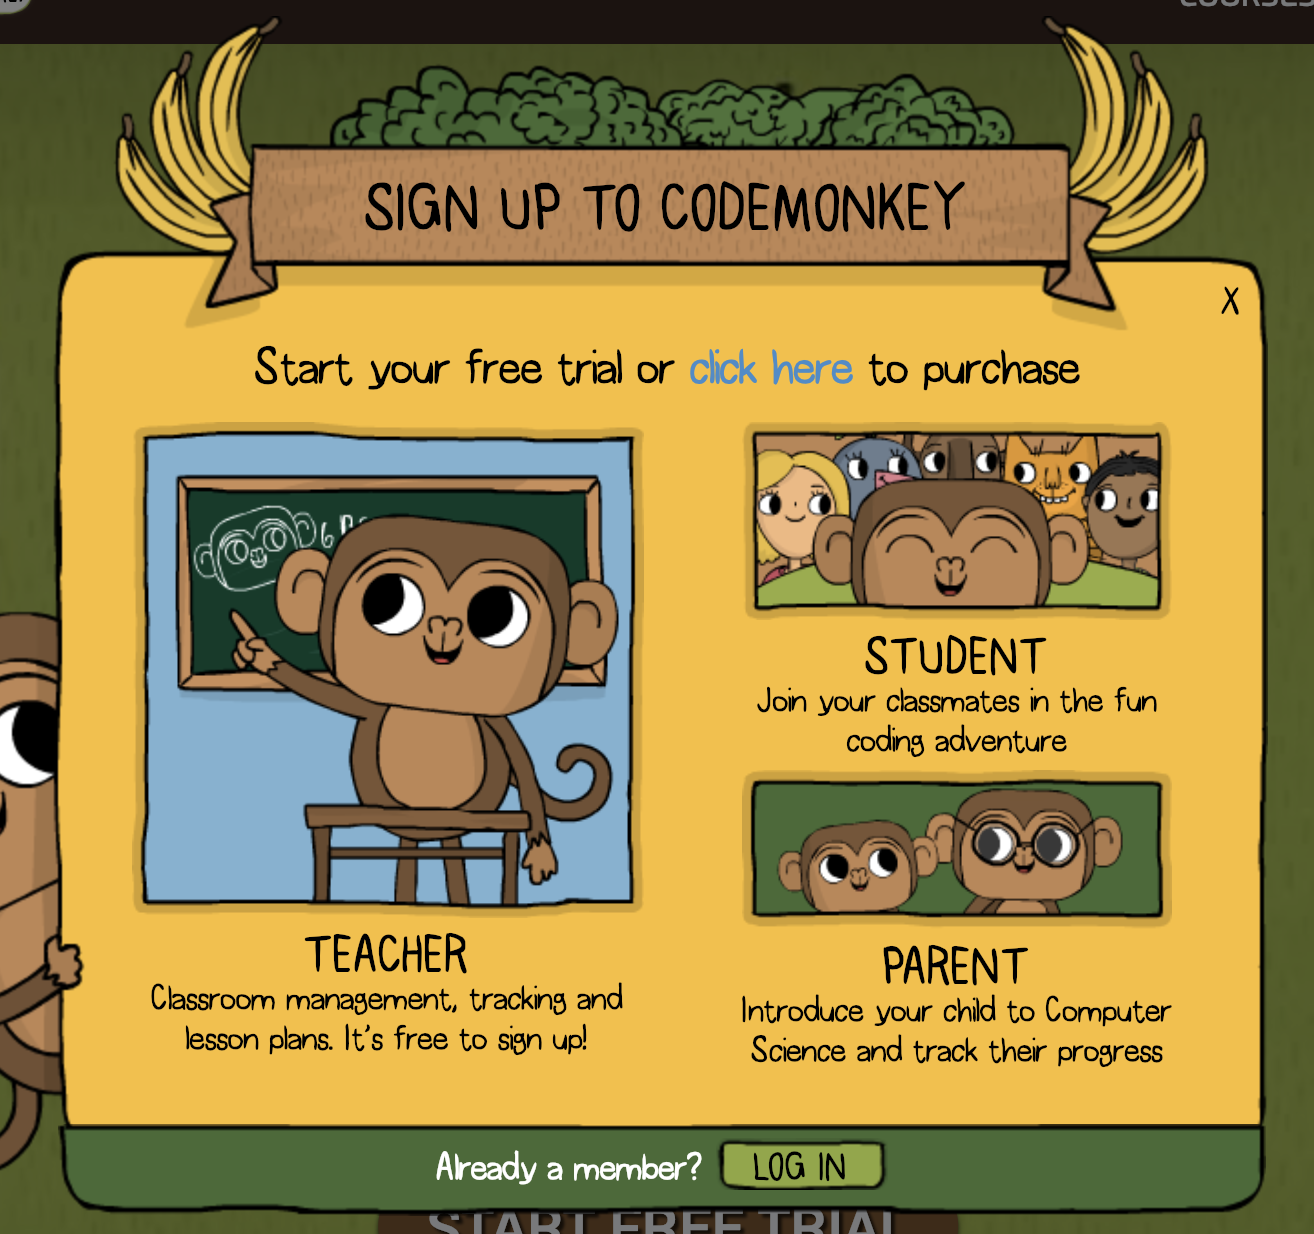 COURSES
SIGN UP TO CODEMONKEY
X
Start your free trial or click here to purchase
STUDENT
Join your classmates in the fun
coding adventure
TEACHER
Classroom management, tracking and
lesson plans. It's free to sign up!
PARENT
Introduce your child to Computer
Science and track their progress
Already a member? LOG IN
START FREE TRIAL